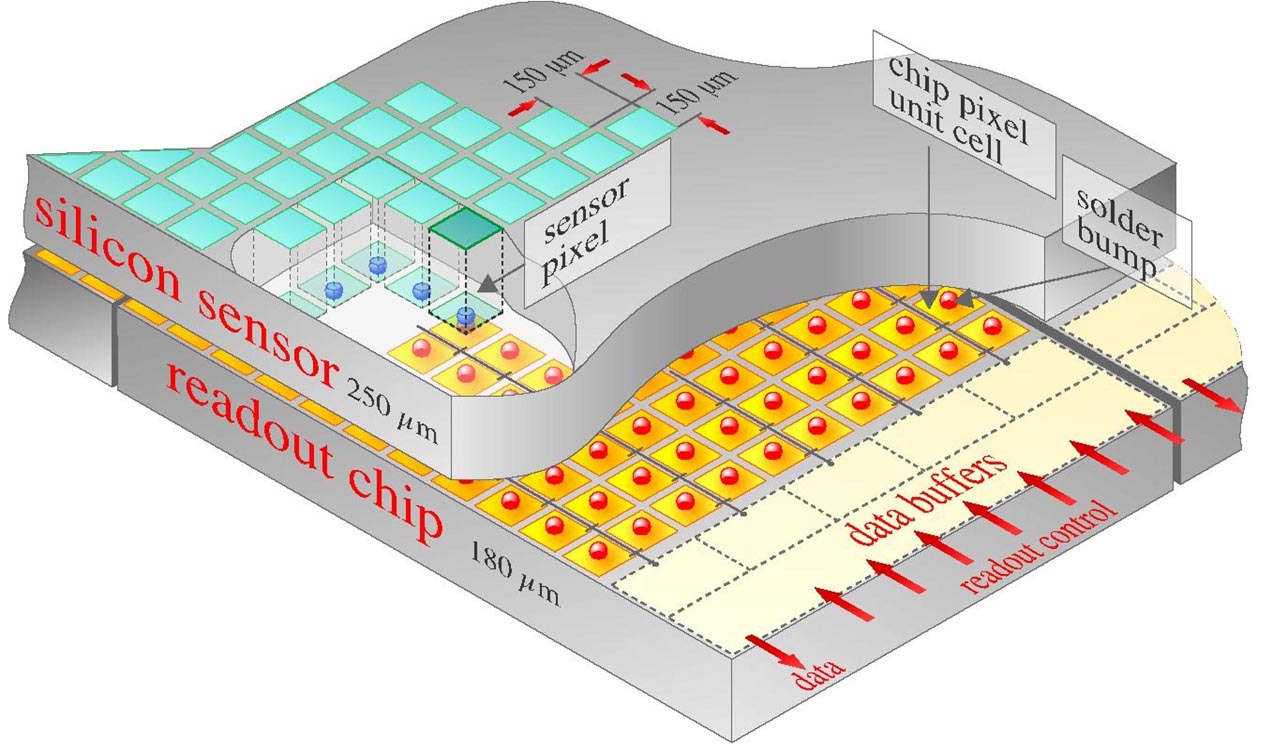 150 µm
150 µm
chip pixel
unit cell
solder
bump
sensor
pixel
silicon sensor
250 µm
readout chip
180 µm
data buffers
readout control
data